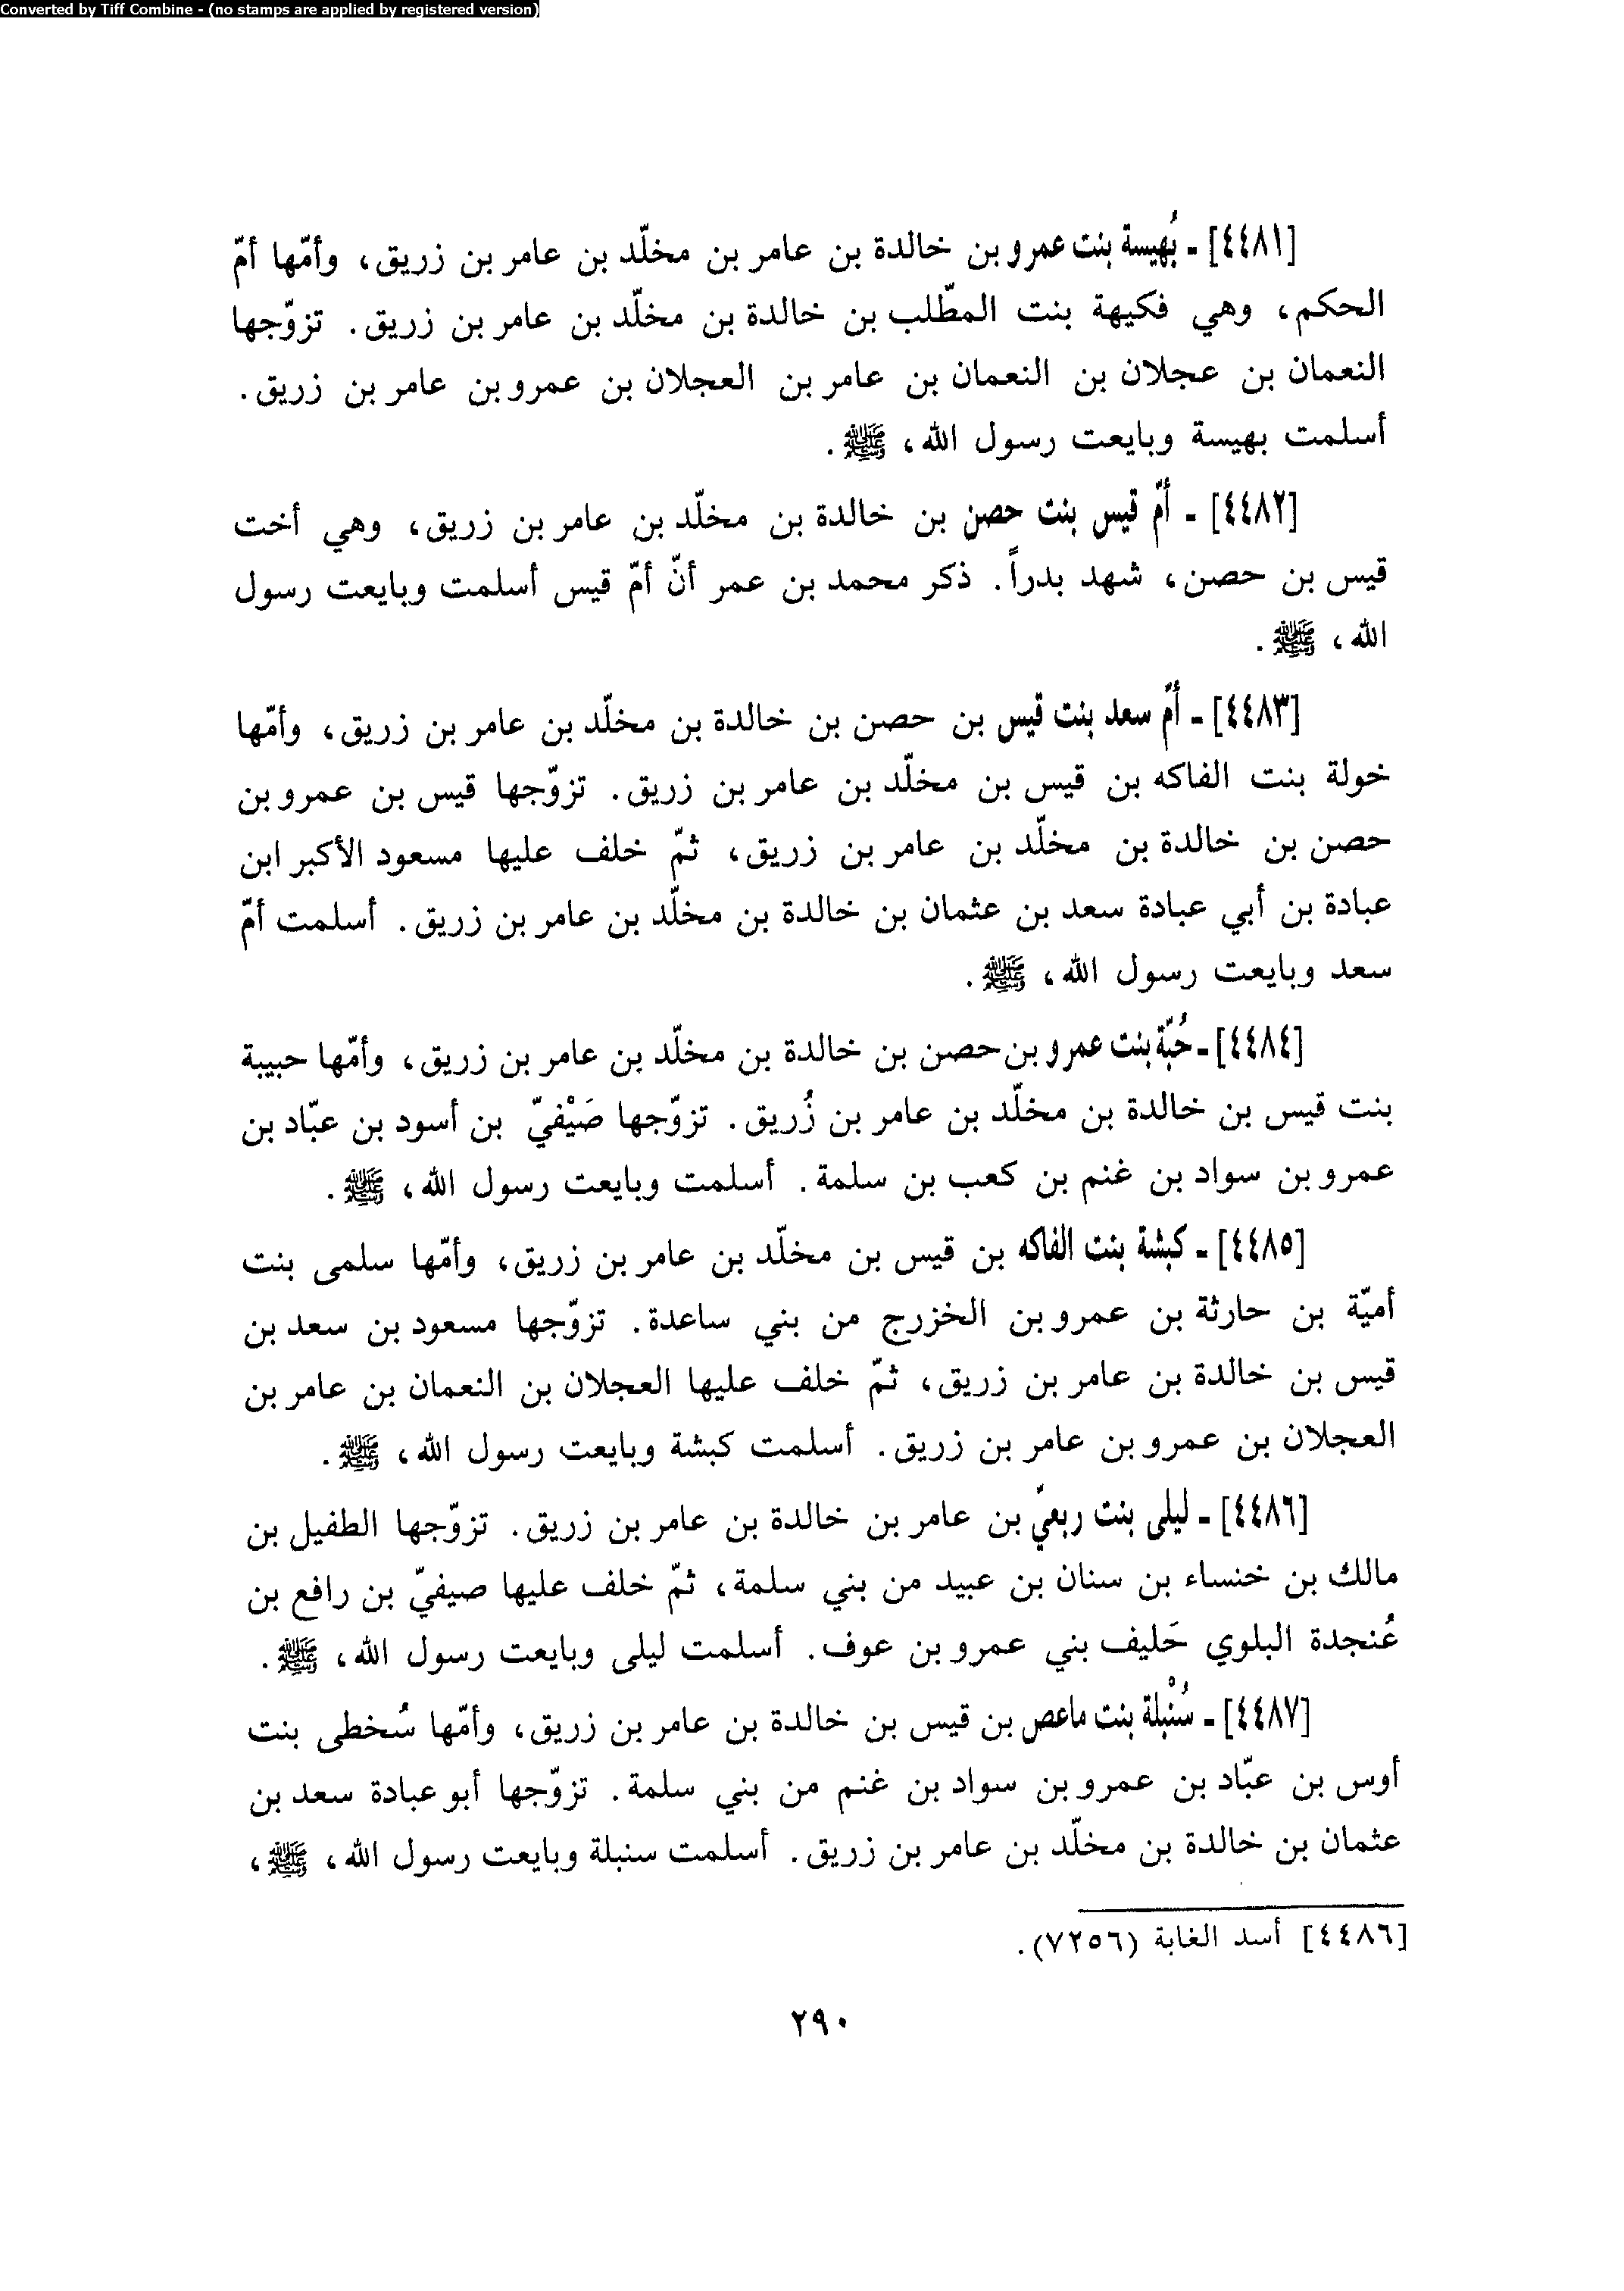 Converted by Tiff Combine - (no stamps are applied by registered version)
[٤٤٨١] - بُهيسة بنت عمرو بن خالدة بن عامر بن مخلّد بن عامر بن زريق، وأمّها أمّ
الحكم، وهي فكيهة بنت المطّلب بن خالدة بن مخلّد بن عامر بن زريق. تزوّجها
النعمان بن عجلان بن النعمان بن عامر بن العجلان بن عمرو بن عامر بن زريق.
أسلمت بهيسة وبايعت رسول الله، ﷺ.
[٤٤٨٢] - أمّ قيس بنت حصن بن خالدة بن مخلّد بن عامر بن زريق، وهي أخت
قيس بن حصن، شهد بدراً. ذكر محمد بن عمر أنّ أمّ قيس أسلمت وبايعت رسول
الله، ﷺ.
[٤٤٨٣] - أمّ سعد بنت قيس بن حصن بن خالدة بن مخلّد بن عامر بن زريق، وأمّها
خولة بنت الفاكه بن قيس بن مخلّد بن عامر بن زريق. تزوّجها قيس بن عمرو بن
حصن بن خالدة بن مخلّد بن عامر بن زريق، ثمّ خلف عليها مسعود الأكبر ابن
عبادة بن أبي عبادة سعد بن عثمان بن خالدة بن مخلّد بن عامر بن زريق. أسلمت أمّ
سعد وبايعت رسول الله، ﷺ.
[٤٤٨٤] - حُبّة بنت عمرو بن حصن بن خالدة بن مخلّد بن عامر بن زريق، وأمّها حبيبة
بنت قيس بن خالدة بن مخلّد بن عامر بن زُريق. تزوّجها صَيْفيّ بن أسود بن عبّاد بن
عمرو بن سواد بن غنم بن كعب بن سلمة. أسلمت وبايعت رسول الله، ﷺ.
[٤٤٨٥] - كبشة بنت الفاكه بن قيس بن مخلّد بن عامر بن زريق، وأمّها سلمى بنت
أميّة بن حارثة بن عمرو بن الخزرج من بني ساعدة. تزوّجها مسعود بن سعد بن
قيس بن خالدة بن عامر بن زريق، ثمّ خلف عليها العجلان بن النعمان بن عامر بن
العجلان بن عمرو بن عامر بن زريق. أسلمت كبشة وبايعت رسول الله، ﷺ.
[٤٤٨٦] - ليلى بنت ربعيّ بن عامر بن خالدة بن عامر بن زريق. تزوّجها الطفيل بن
مالك بن خنساء بن سنان بن عبيد من بني سلمة، ثمّ خلف عليها صيفيّ بن رافع بن
عُنجدة البلوي حَليف بني عمرو بن عوف. أسلمت ليلى وبايعت رسول الله، ﷺ.
[٤٤٨٧] - سُنْبلة بنت ماعص بن قيس بن خالدة بن عامر بن زريق، وأمّها سُخطى بنت
أوس بن عبّاد بن عمرو بن سواد بن غنم من بني سلمة. تزوّجها أبو عبادة سعد بن
عثمان بن خالدة بن مخلّد بن عامر بن زريق. أسلمت سنبلة وبايعت رسول الله، ﷺ،
[٤٤٨٦] أسد الغابة (٧٢٥٦).
٢٩٠